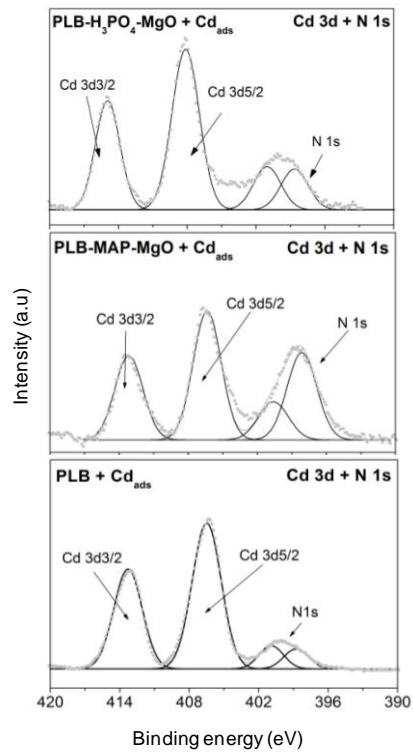 PLB-H3PO4-MgO + Cdads Cd 3d + N 1s
Cd 3d3/2
Cd 3d5/2
N 1s
PLB-MAP-MgO + Cdads Cd 3d + N 1s
Cd 3d3/2
Cd 3d5/2
N 1s
Intensity (a.u)
PLB + Cdads Cd 3d + N 1s
Cd 3d3/2
Cd 3d5/2
N1s
420 414 408 402 396 390
Binding energy (eV)